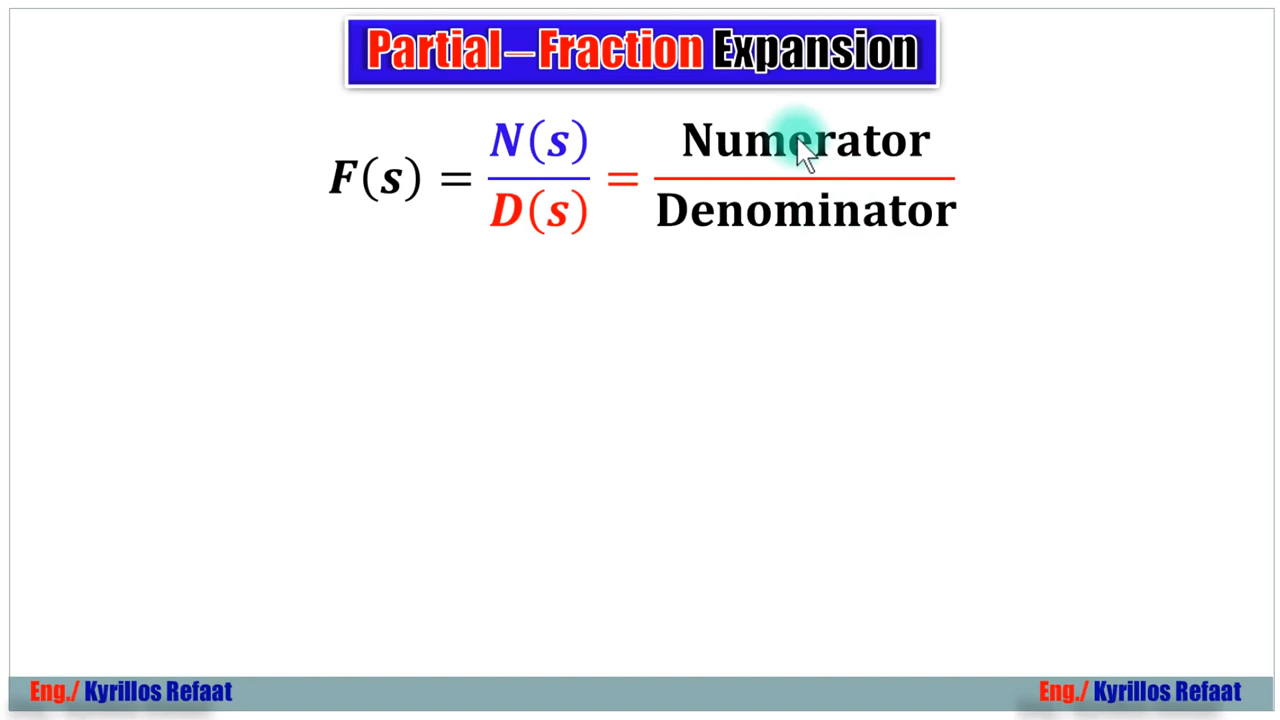 Partial–Fraction Expansion
F(s) = N(s)/D(s) = Numerator/Denominator
Eng./ Kyrillos Refaat
Eng./ Kyrillos Refaat